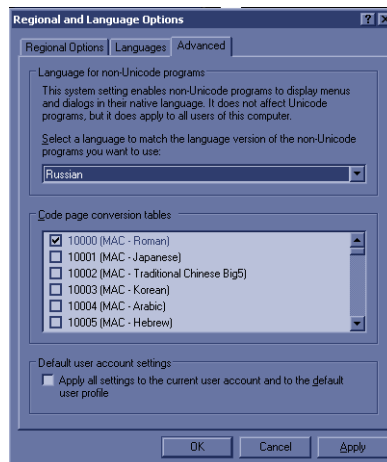 Regional and Language Options
Regional Options Languages Advanced
Language for non-Unicode programs
This system setting enables non-Unicode programs to display menus
and dialogs in their native language. It does not affect Unicode
programs, but it does apply to all users of this computer.
Select a language to match the language version of the non-Unicode
programs you want to use:
Russian
Code page conversion tables
10000 (MAC - Roman)
10001 (MAC - Japanese)
10002 (MAC - Traditional Chinese Big5)
10003 (MAC - Korean)
10004 (MAC - Arabic)
10005 (MAC - Hebrew)
Default user account settings
Apply all settings to the current user account and to the default
user profile
OK Cancel Apply